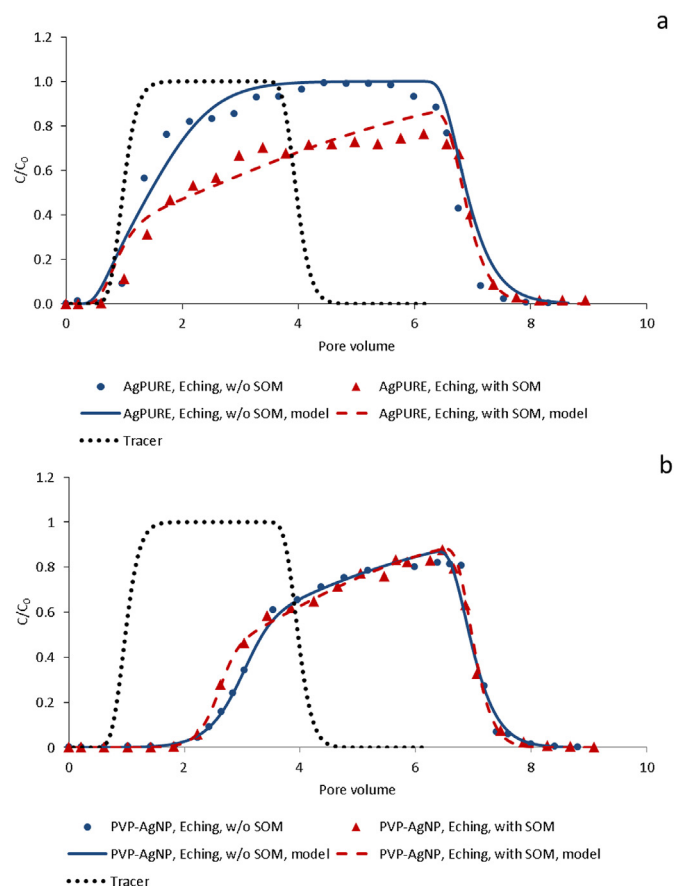 a
1.2
1.0
0.8
0.6
0.4
0.2
0.0
C/C₀
0 2 4 6 8 10
Pore volume
AgPURE, Eching, w/o SOM AgPURE, Eching, with SOM
AgPURE, Eching, w/o SOM, model AgPURE, Eching, with SOM, model
Tracer
b
1.2
1
0.8
0.6
0.4
0.2
0
C/C₀
0 2 4 6 8 10
Pore volume
PVP-AgNP, Eching, w/o SOM PVP-AgNP, Eching, with SOM
PVP-AgNP, Eching, w/o SOM, model PVP-AgNP, Eching, with SOM, model
Tracer